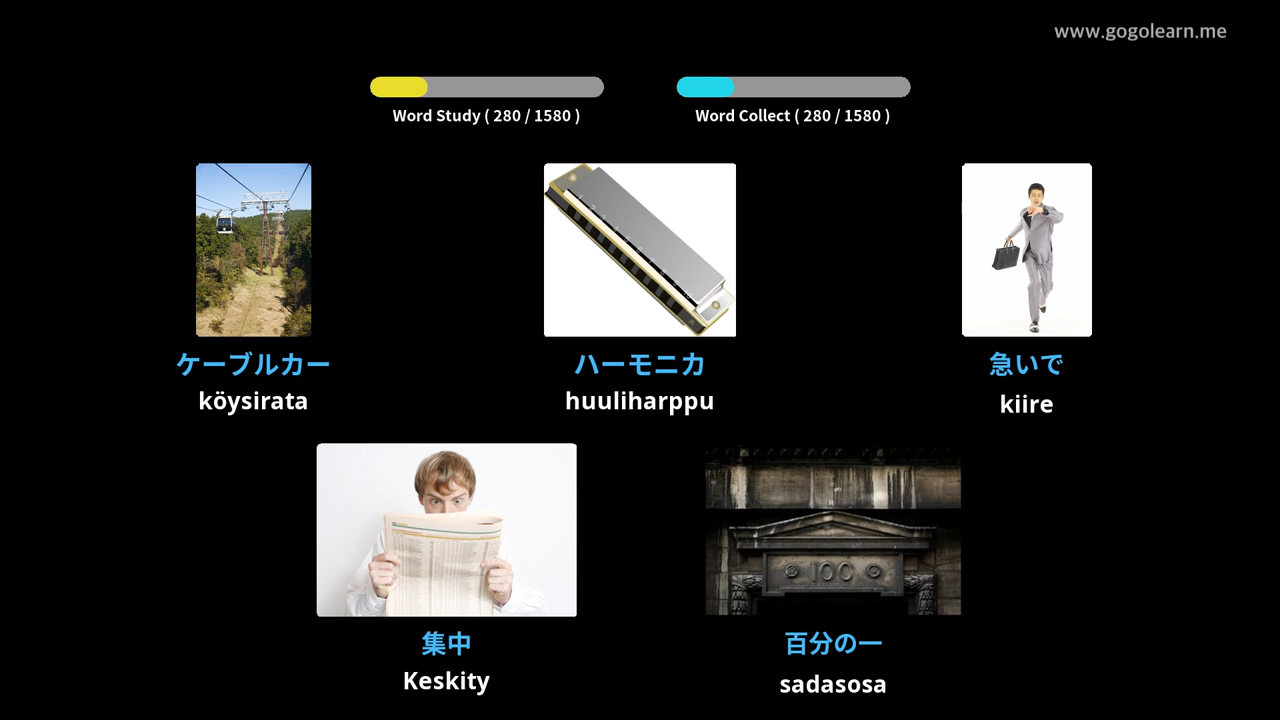 www.gogolearn.me
Word Study ( 280 / 1580 )
Word Collect ( 280 / 1580 )
ケーブルカー
köysirata
ハーモニカ
huuliharppu
急いで
kiire
100
集中
Keskity
百分の一
sadasosa